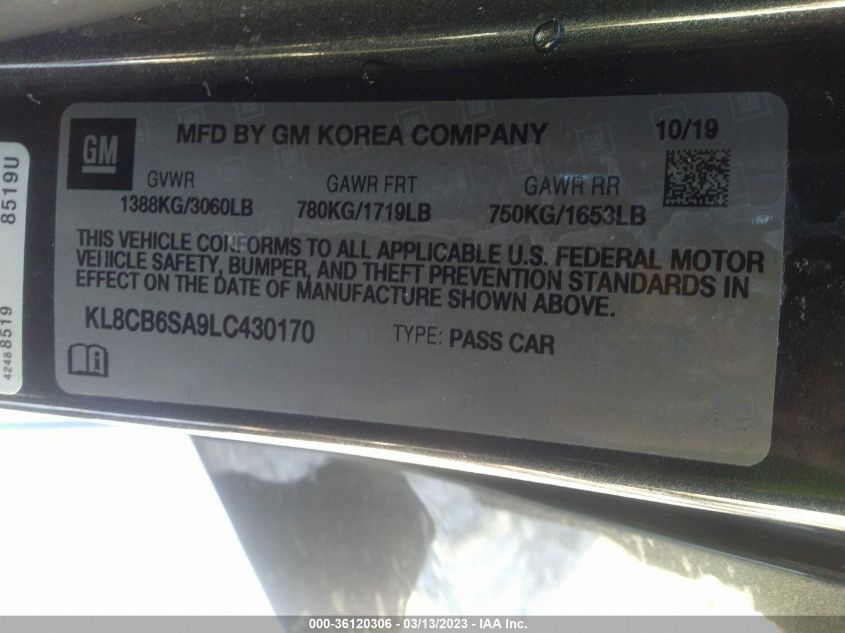 GM
MFD BY GM KOREA COMPANY
10/19
GVWR
GAWR FRT
GAWR RR
1388KG/3060LB
780KG/1719LB
750KG/1653LB
THIS VEHICLE CONFORMS TO ALL APPLICABLE U.S. FEDERAL MOTOR
VEHICLE SAFETY, BUMPER, AND THEFT PREVENTION STANDARDS IN
EFFECT ON THE DATE OF MANUFACTURE SHOWN ABOVE.
KL8CB6SA9LC430170
TYPE: PASS CAR
8519U
42488519
000-36120306 - 03/13/2023 - IAA Inc.